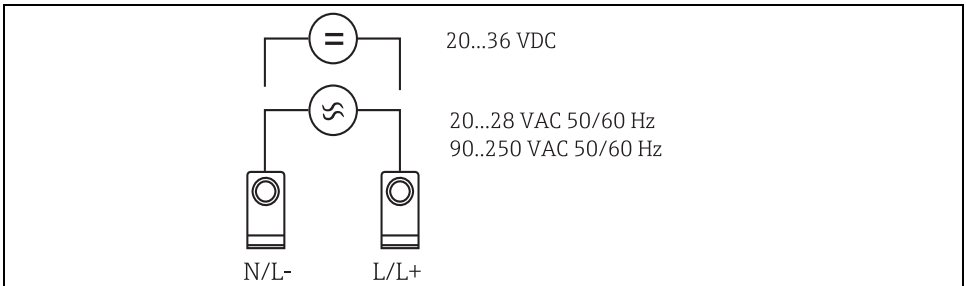 20...36 VDC
20...28 VAC 50/60 Hz
90..250 VAC 50/60 Hz
N/L- L/L+